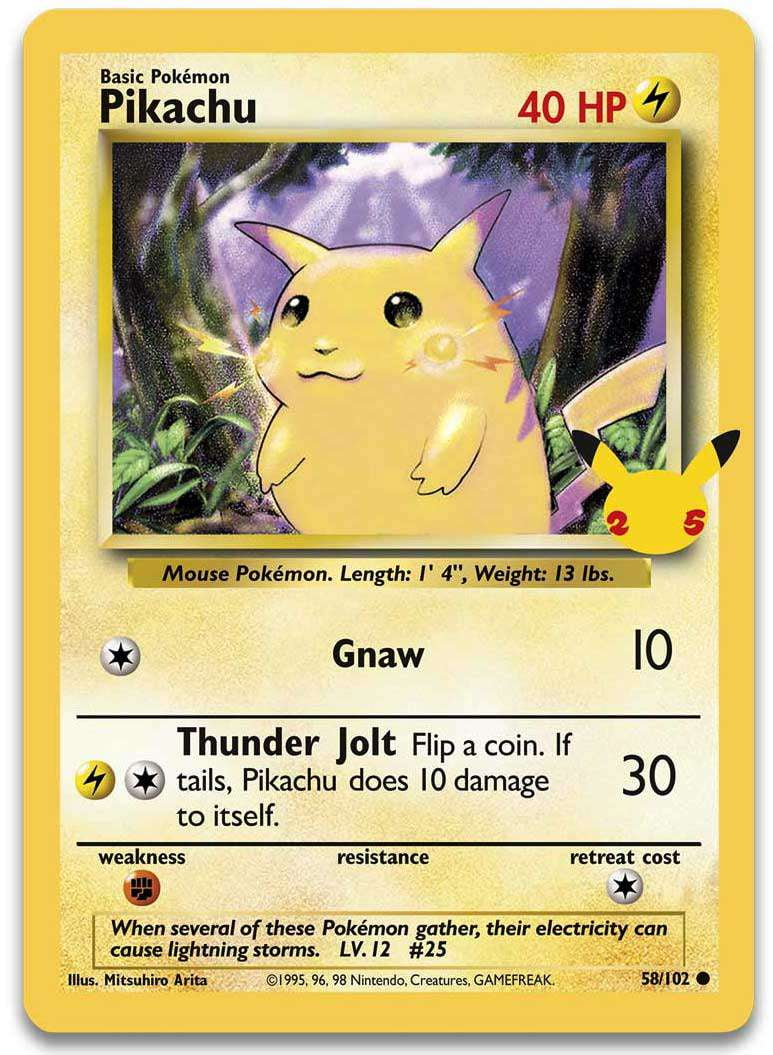 Basic Pokémon
Pikachu
40 HP
2 5
Mouse Pokémon. Length: 1' 4", Weight: 13 lbs.
Gnaw 10
Thunder Jolt Flip a coin. If
tails, Pikachu does 10 damage
to itself.
30
weakness resistance retreat cost
When several of these Pokémon gather, their electricity can
cause lightning storms. LV. 12 #25
Illus. Mitsuhiro Arita ©1995, 96, 98 Nintendo, Creatures, GAMEFREAK. 58/102